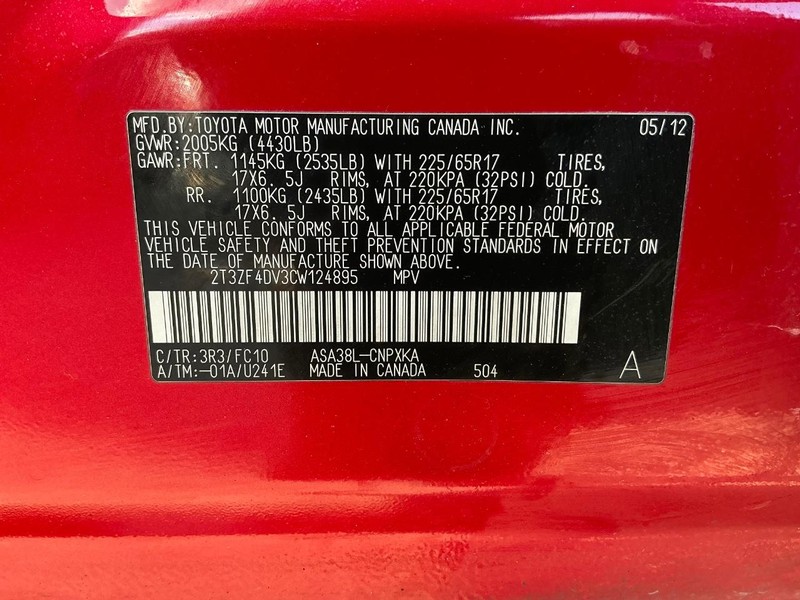 MFD.BY:TOYOTA MOTOR MANUFACTURING CANADA INC. 05/12
GVWR:2005KG (4430LB)
GAWR:FRT. 1145KG (2535LB) WITH 225/65R17 TIRES,
17X6.5J RIMS, AT 220KPA (32PSI) COLD.
RR. 1100KG (2435LB) WITH 225/65R17 TIRES,
17X6.5J RIMS, AT 220KPA (32PSI) COLD.
THIS VEHICLE CONFORMS TO ALL APPLICABLE FEDERAL MOTOR
VEHICLE SAFETY AND THEFT PREVENTION STANDARDS IN EFFECT ON
THE DATE OF MANUFACTURE SHOWN ABOVE.
2T3ZF4DV3CW124895 MPV
C/TR:3R3/FC10 ASA38L-CNPXKA
A/TM:-01A/U241E MADE IN CANADA 504 A